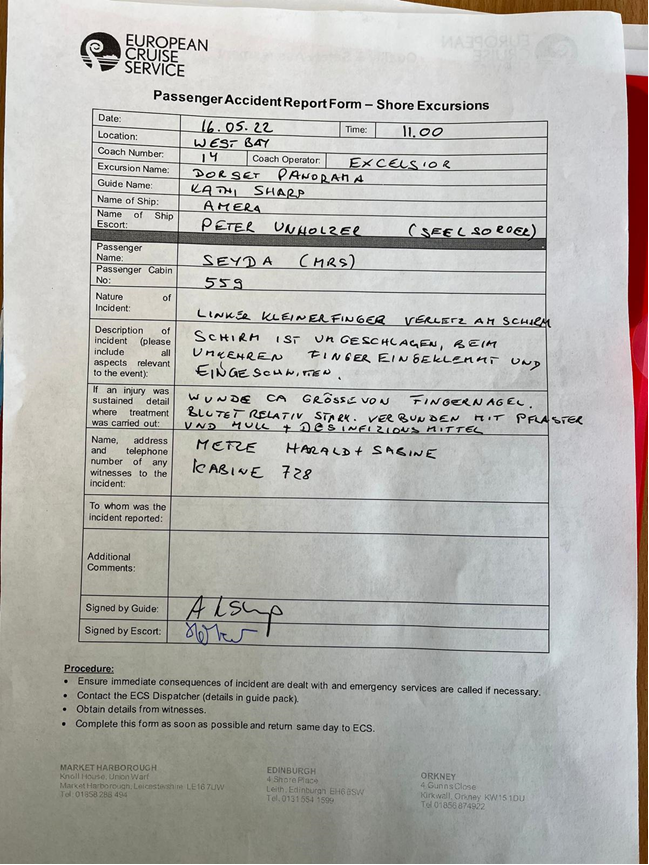 EUROPEAN
CRUISE
SERVICE
Passenger Accident Report Form – Shore Excursions
Date: 16.05.22 Time: 11.00
Location: WEST BAY
Coach Number: 14 Coach Operator: EXCELSIOR
Excursion Name: DORSET PANORAMA
Guide Name: KATHI SHARP
Name of Ship: AMERA
Name of Ship
Escort: PETER UNHOLZER (SEELSORGER)
Passenger
Name: SEYDA (MRS)
Passenger Cabin
No: 559
Nature of
Incident: LINKER KLEINER FINGER VERLETZ AM SCHIRM
Description of
incident (please
include all
aspects relevant
to the event):
SCHIRM IST UMGESCHLAGEN, BEIM
UMKEHREN FINGER EINGEKLEMMT UND
EINGESCHNITTEN.
If an injury was
sustained detail
where treatment
was carried out:
WUNDE CA GRÖSSE VON FINGERNAGEL.
BLUTET RELATIV STARK. VERBUNDEN MIT PFLASTER
UND MULL + DESINFIZIONSMITTEL
Name, address
and telephone
number of any
witnesses to the
incident:
METZE HARALD + SABINE
KABINE 728
To whom was the
incident reported:
Additional
Comments:
Signed by Guide:
Signed by Escort:
Procedure:
• Ensure immediate consequences of incident are dealt with and emergency services are called if necessary.
• Contact the ECS Dispatcher (details in guide pack).
• Obtain details from witnesses.
• Complete this form as soon as possible and return same day to ECS.
MARKET HARBOROUGH
Knoll House, Union Warf
Market Harborough, Leicestershire LE16 7UW
Tel: 01858 288 494
EDINBURGH
4 Shore Place
Leith, Edinburgh EH6 6SW
Tel: 0131 554 1599
ORKNEY
4 Gunns Close
Kirkwall, Orkney KW15 1DU
Tel 01856 874922